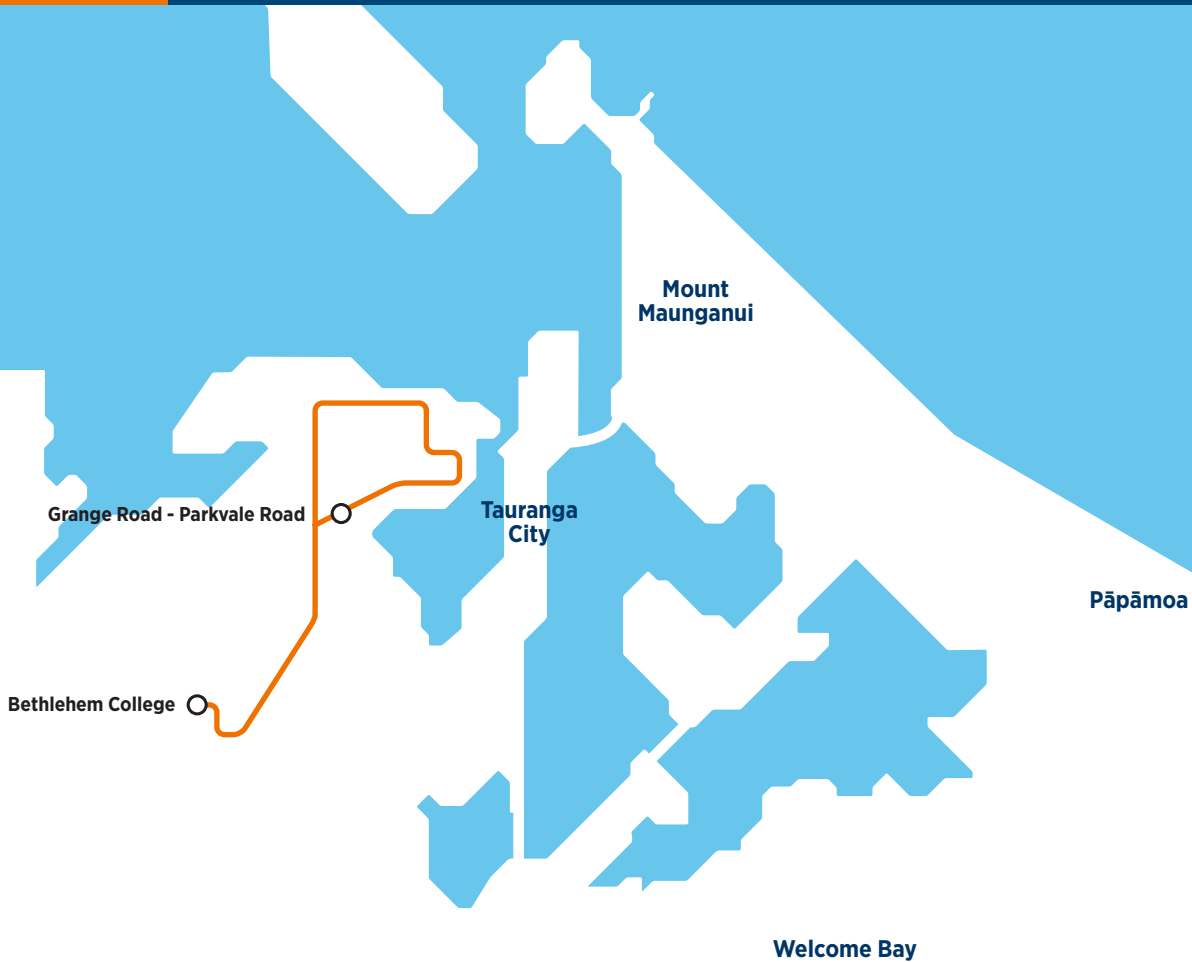 Mount
Maunganui
Grange Road - Parkvale Road
Tauranga
City
Pāpāmoa
Bethlehem College
Welcome Bay